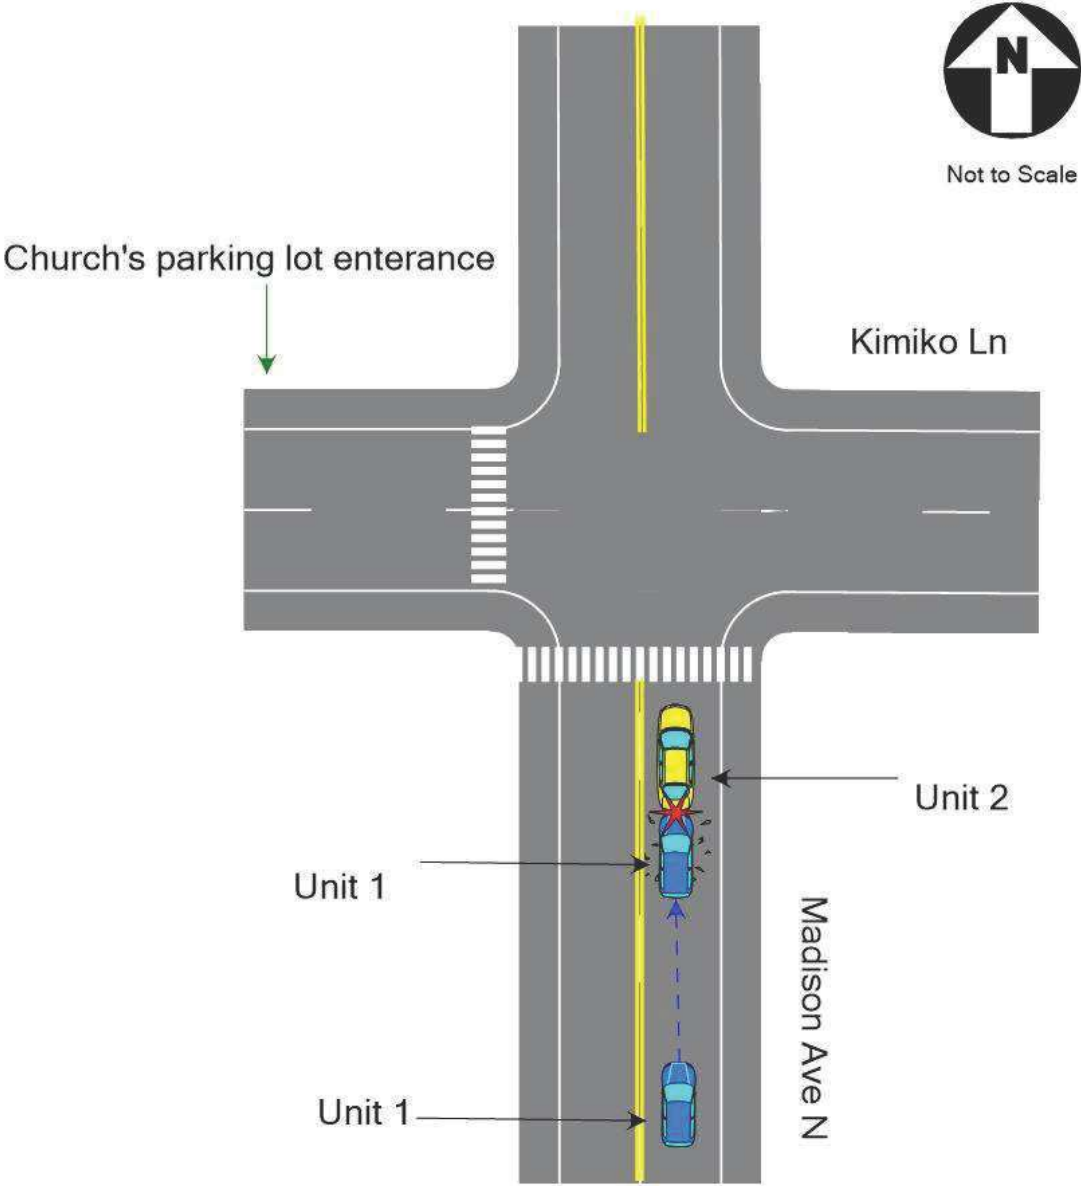 N
Not to Scale
Church's parking lot enterance
Kimiko Ln
Unit 2
Unit 1
Madison Ave N
Unit 1